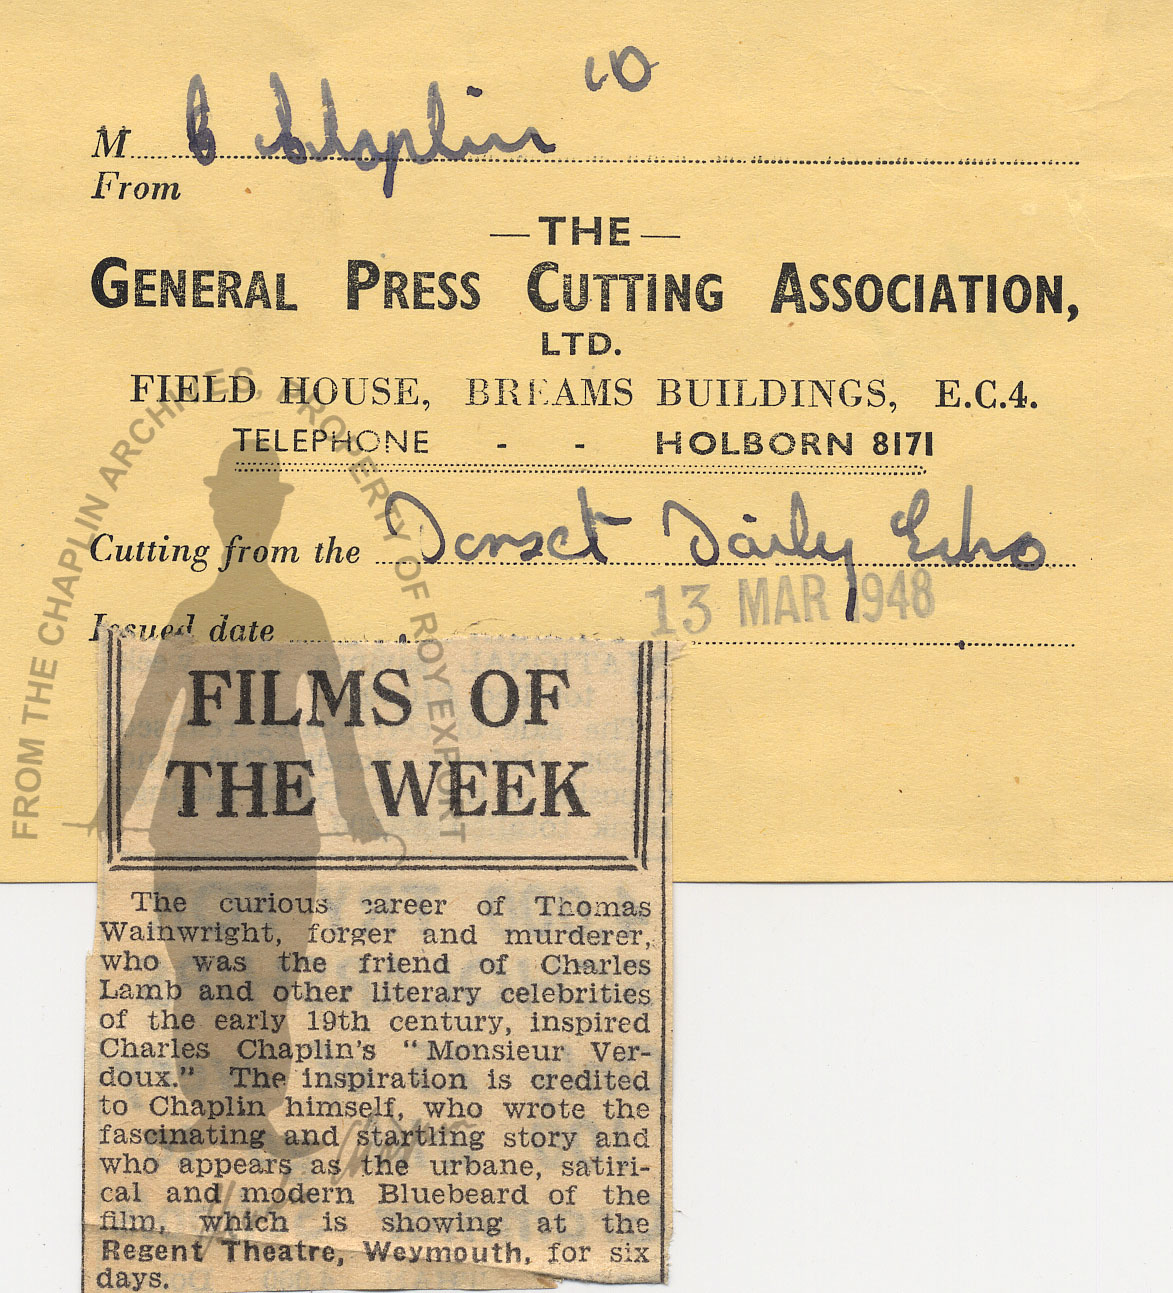 10
M C Chaplin
From
—THE—
GENERAL PRESS CUTTING ASSOCIATION,
LTD.
FIELD HOUSE, BREAMS BUILDINGS, E.C.4.
TELEPHONE - - HOLBORN 8171
Cutting from the Dorset Daily Echo
13 MAR 1948
Issued date
FROM THE CHAPLIN ARCHIVES, PROPERTY OF ROY EXPORT
FILMS OF
THE WEEK
The curious career of Thomas
Wainwright, forger and murderer,
who was the friend of Charles
Lamb and other literary celebrities
of the early 19th century, inspired
Charles Chaplin's "Monsieur Ver-
doux." The inspiration is credited
to Chaplin himself, who wrote the
fascinating and startling story and
who appears as the urbane, satiri-
cal and modern Bluebeard of the
film, which is showing at the
Regent Theatre, Weymouth, for six
days.